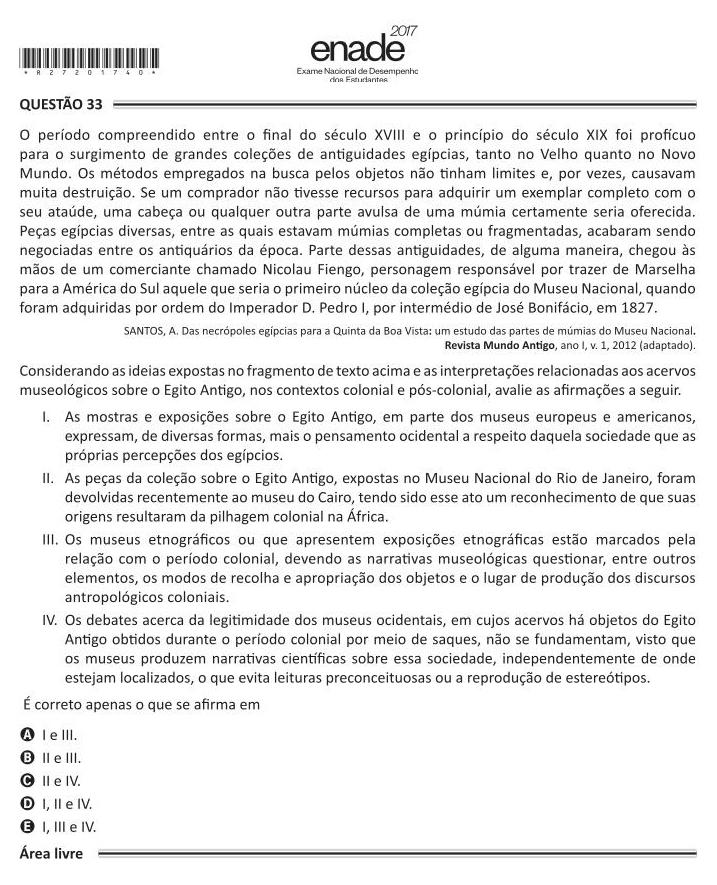 2017
enade
Exame Nacional de Desempenho
dos Estudantes
*R27201740*
QUESTÃO 33
O período compreendido entre o final do século XVIII e o princípio do século XIX foi profícuo
para o surgimento de grandes coleções de antiguidades egípcias, tanto no Velho quanto no Novo
Mundo. Os métodos empregados na busca pelos objetos não tinham limites e, por vezes, causavam
muita destruição. Se um comprador não tivesse recursos para adquirir um exemplar completo com o
seu ataúde, uma cabeça ou qualquer outra parte avulsa de uma múmia certamente seria oferecida.
Peças egípcias diversas, entre as quais estavam múmias completas ou fragmentadas, acabaram sendo
negociadas entre os antiquários da época. Parte dessas antiguidades, de alguma maneira, chegou às
mãos de um comerciante chamado Nicolau Fiengo, personagem responsável por trazer de Marselha
para a América do Sul aquele que seria o primeiro núcleo da coleção egípcia do Museu Nacional, quando
foram adquiridas por ordem do Imperador D. Pedro I, por intermédio de José Bonifácio, em 1827.
SANTOS, A. Das necrópoles egípcias para a Quinta da Boa Vista: um estudo das partes de múmias do Museu Nacional.
Revista Mundo Antigo, ano I, v. 1, 2012 (adaptado).
Considerando as ideias expostas no fragmento de texto acima e as interpretações relacionadas aos acervos
museológicos sobre o Egito Antigo, nos contextos colonial e pós-colonial, avalie as afirmações a seguir.
I. As mostras e exposições sobre o Egito Antigo, em parte dos museus europeus e americanos,
expressam, de diversas formas, mais o pensamento ocidental a respeito daquela sociedade que as
próprias percepções dos egípcios.
II. As peças da coleção sobre o Egito Antigo, expostas no Museu Nacional do Rio de Janeiro, foram
devolvidas recentemente ao museu do Cairo, tendo sido esse ato um reconhecimento de que suas
origens resultaram da pilhagem colonial na África.
III. Os museus etnográficos ou que apresentem exposições etnográficas estão marcados pela
relação com o período colonial, devendo as narrativas museológicas questionar, entre outros
elementos, os modos de recolha e apropriação dos objetos e o lugar de produção dos discursos
antropológicos coloniais.
IV. Os debates acerca da legitimidade dos museus ocidentais, em cujos acervos há objetos do Egito
Antigo obtidos durante o período colonial por meio de saques, não se fundamentam, visto que
os museus produzem narrativas científicas sobre essa sociedade, independentemente de onde
estejam localizados, o que evita leituras preconceituosas ou a reprodução de estereótipos.
É correto apenas o que se afirma em
A I e III.
B II e III.
C II e IV.
D I, II e IV.
E I, III e IV.
Área livre